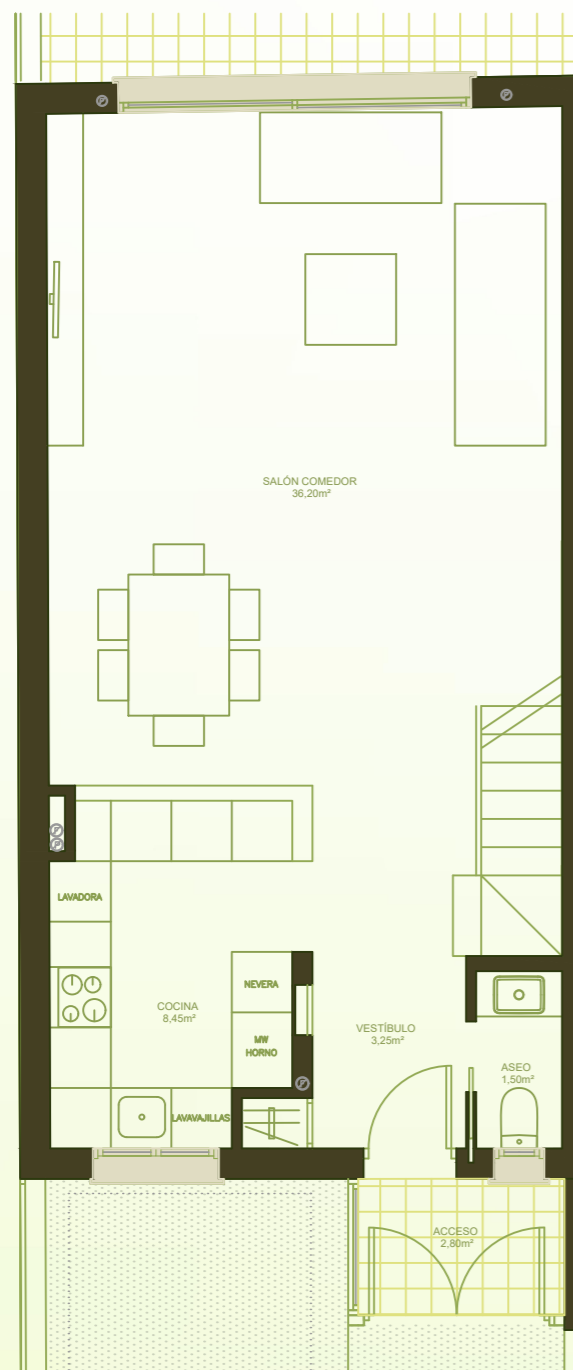 SALÓN COMEDOR
36,20m²
LAVADORA
NEVERA
COCINA
8,45m²
MW
HORNO
VESTÍBULO
3,25m²
ASEO
1,50m²
LAVAVAJILLAS
ACCESO
2,80m²